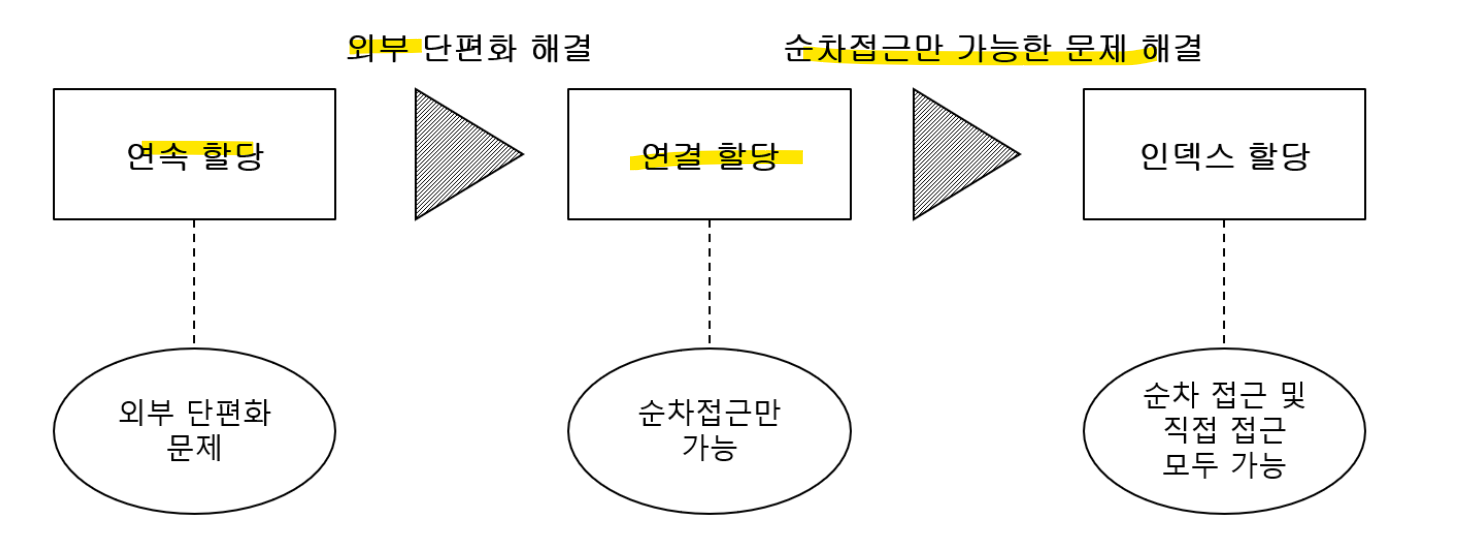 외부 단편화 해결
순차접근만 가능한 문제 해결
연속 할당
연결 할당
인덱스 할당
외부 단편화
문제
순차접근만
가능
순차 접근 및
직접 접근
모두 가능